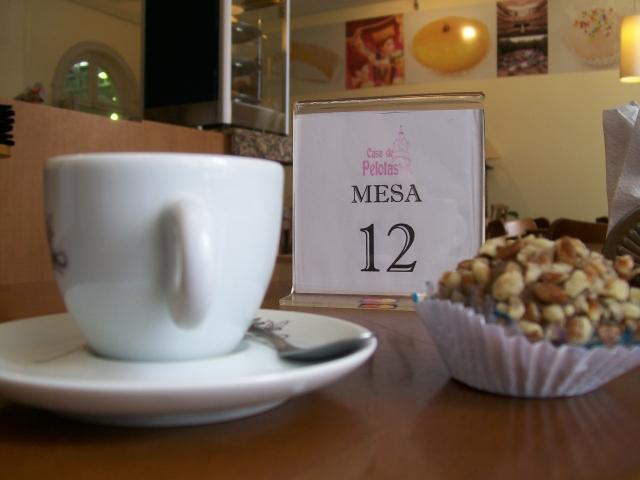 Casa de
Pelotas
MESA
12